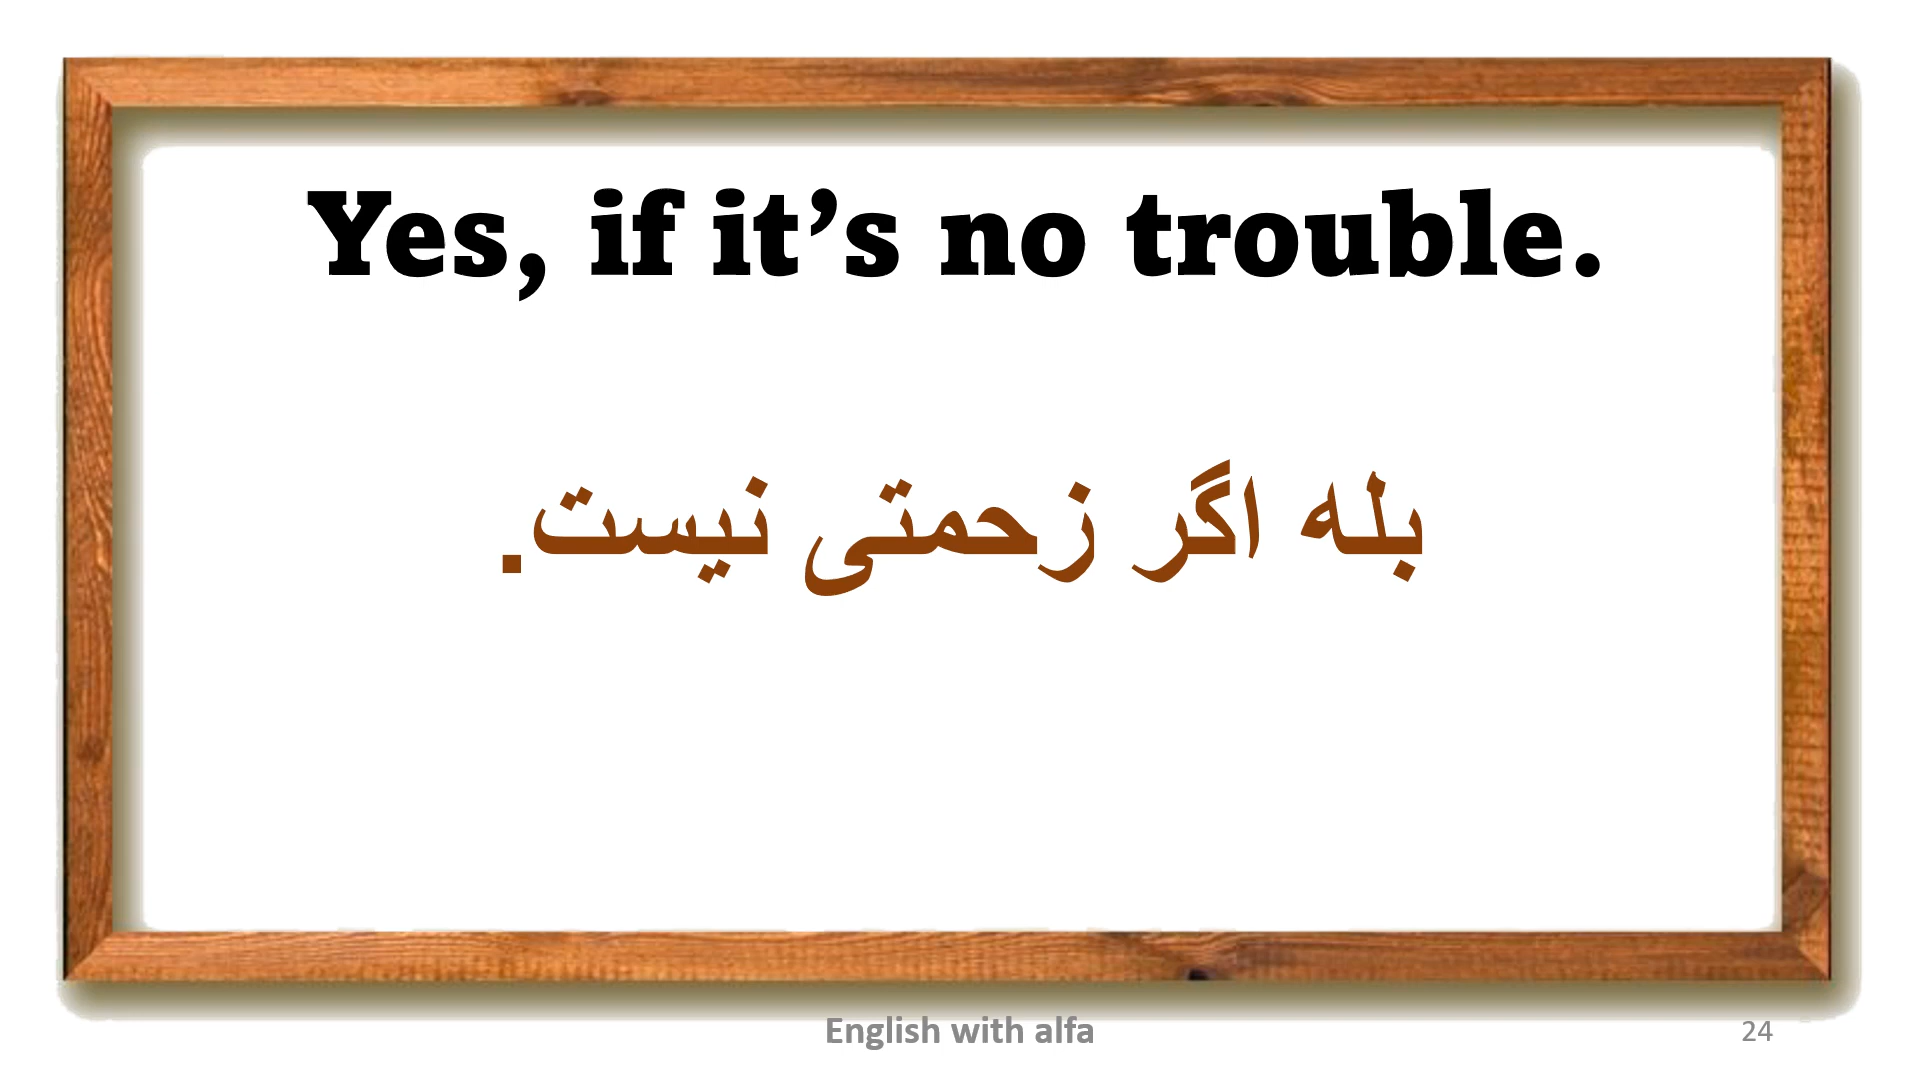 Yes, if it’s no trouble.
بله اگر زحمتی نیست.
English with alfa
24